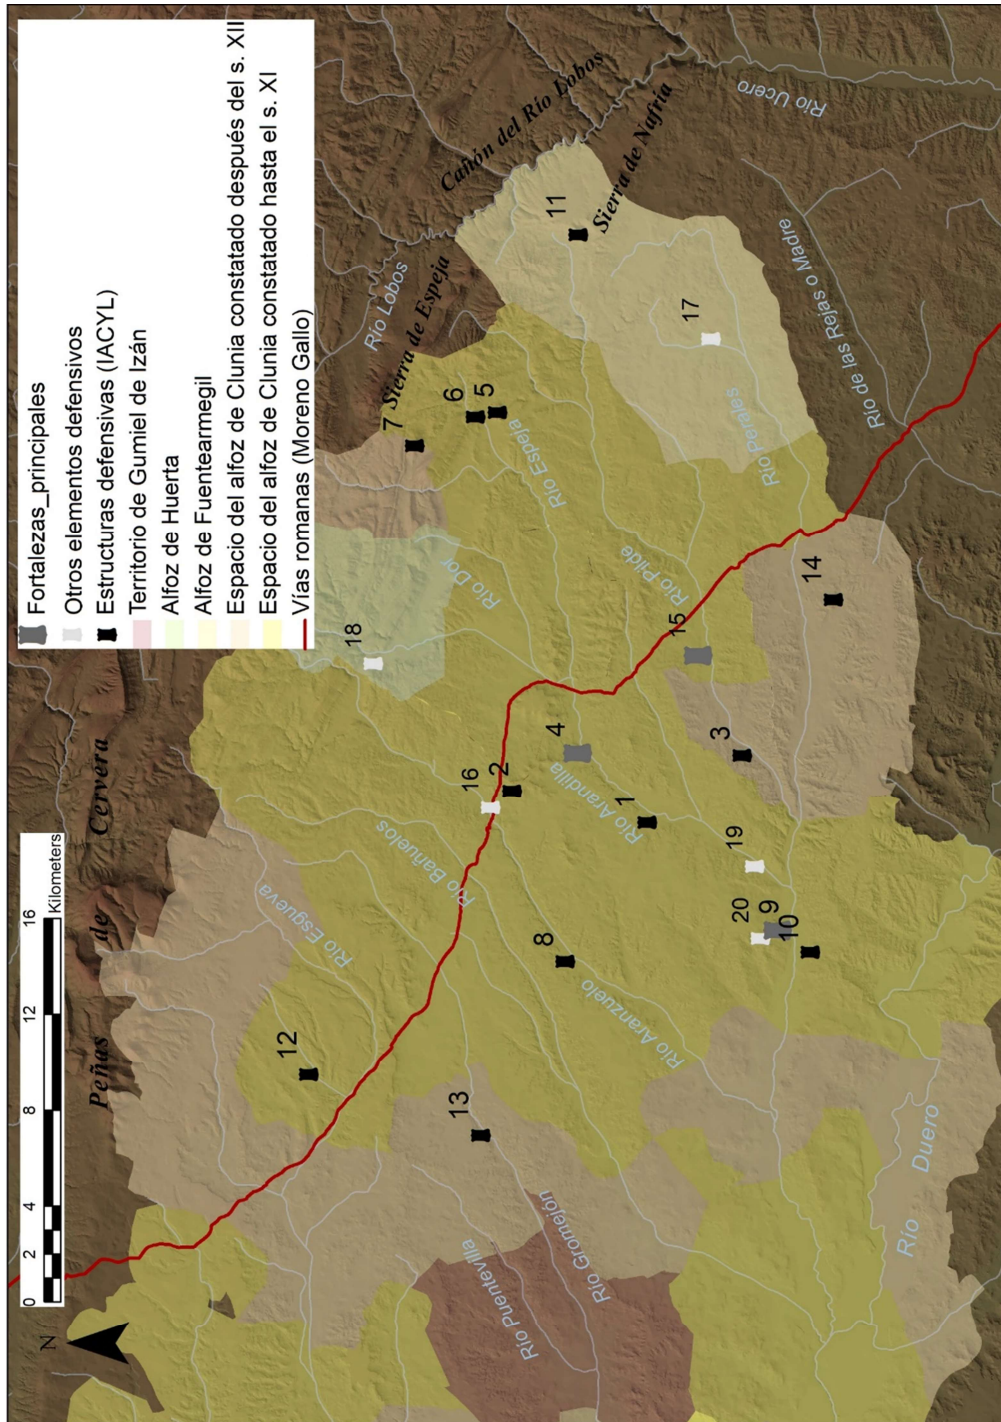 0 2 4 8 12 16
Kilometers
N
Fortalezas_principales
Otros elementos defensivos
Estructuras defensivas (IACYL)
Territorio de Gumiel de Izán
Alfoz de Huerta
Alfoz de Fuentearmegil
Espacio del alfoz de Clunia constatado después del s. XII
Espacio del alfoz de Clunia constatado hasta el s. XI
Vías romanas (Moreno Gallo)
Peñas de Cervera
Río Lobos
Cañón del Río Lobos
Sierra de Espeja
Sierra de Nafría
Río Ucero
Río Esgueva
Río Bañuelos
Río Dor
Río Espeja
Río Pilde
Río Perales
Río de las Rejas o Madre
Río Arandilla
Río Aranzuelo
Río Puentevilla
Río Gromejón
Río Duero
12
18
7
6
5
11
13
16
2
4
8
1
15
17
3
19
20
9
10
14